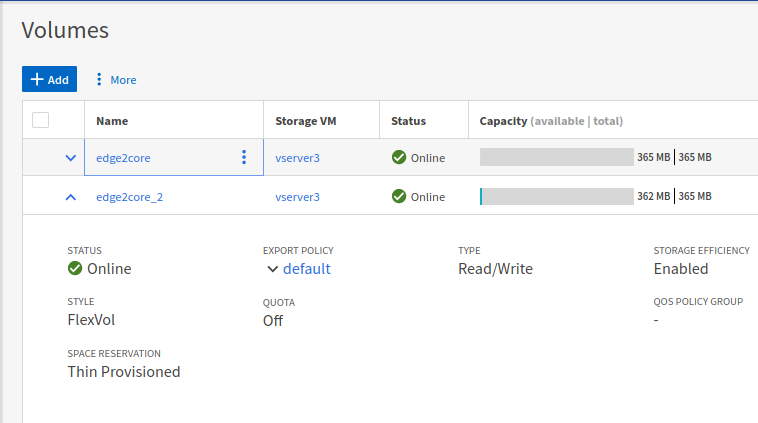 Volumes
+ Add More
Name Storage VM Status Capacity (available | total)
edge2core vserver3 Online 365 MB 365 MB
edge2core_2 vserver3 Online 362 MB 365 MB
STATUS EXPORT POLICY TYPE STORAGE EFFICIENCY
Online default Read/Write Enabled
STYLE QUOTA QOS POLICY GROUP
FlexVol Off -
SPACE RESERVATION
Thin Provisioned